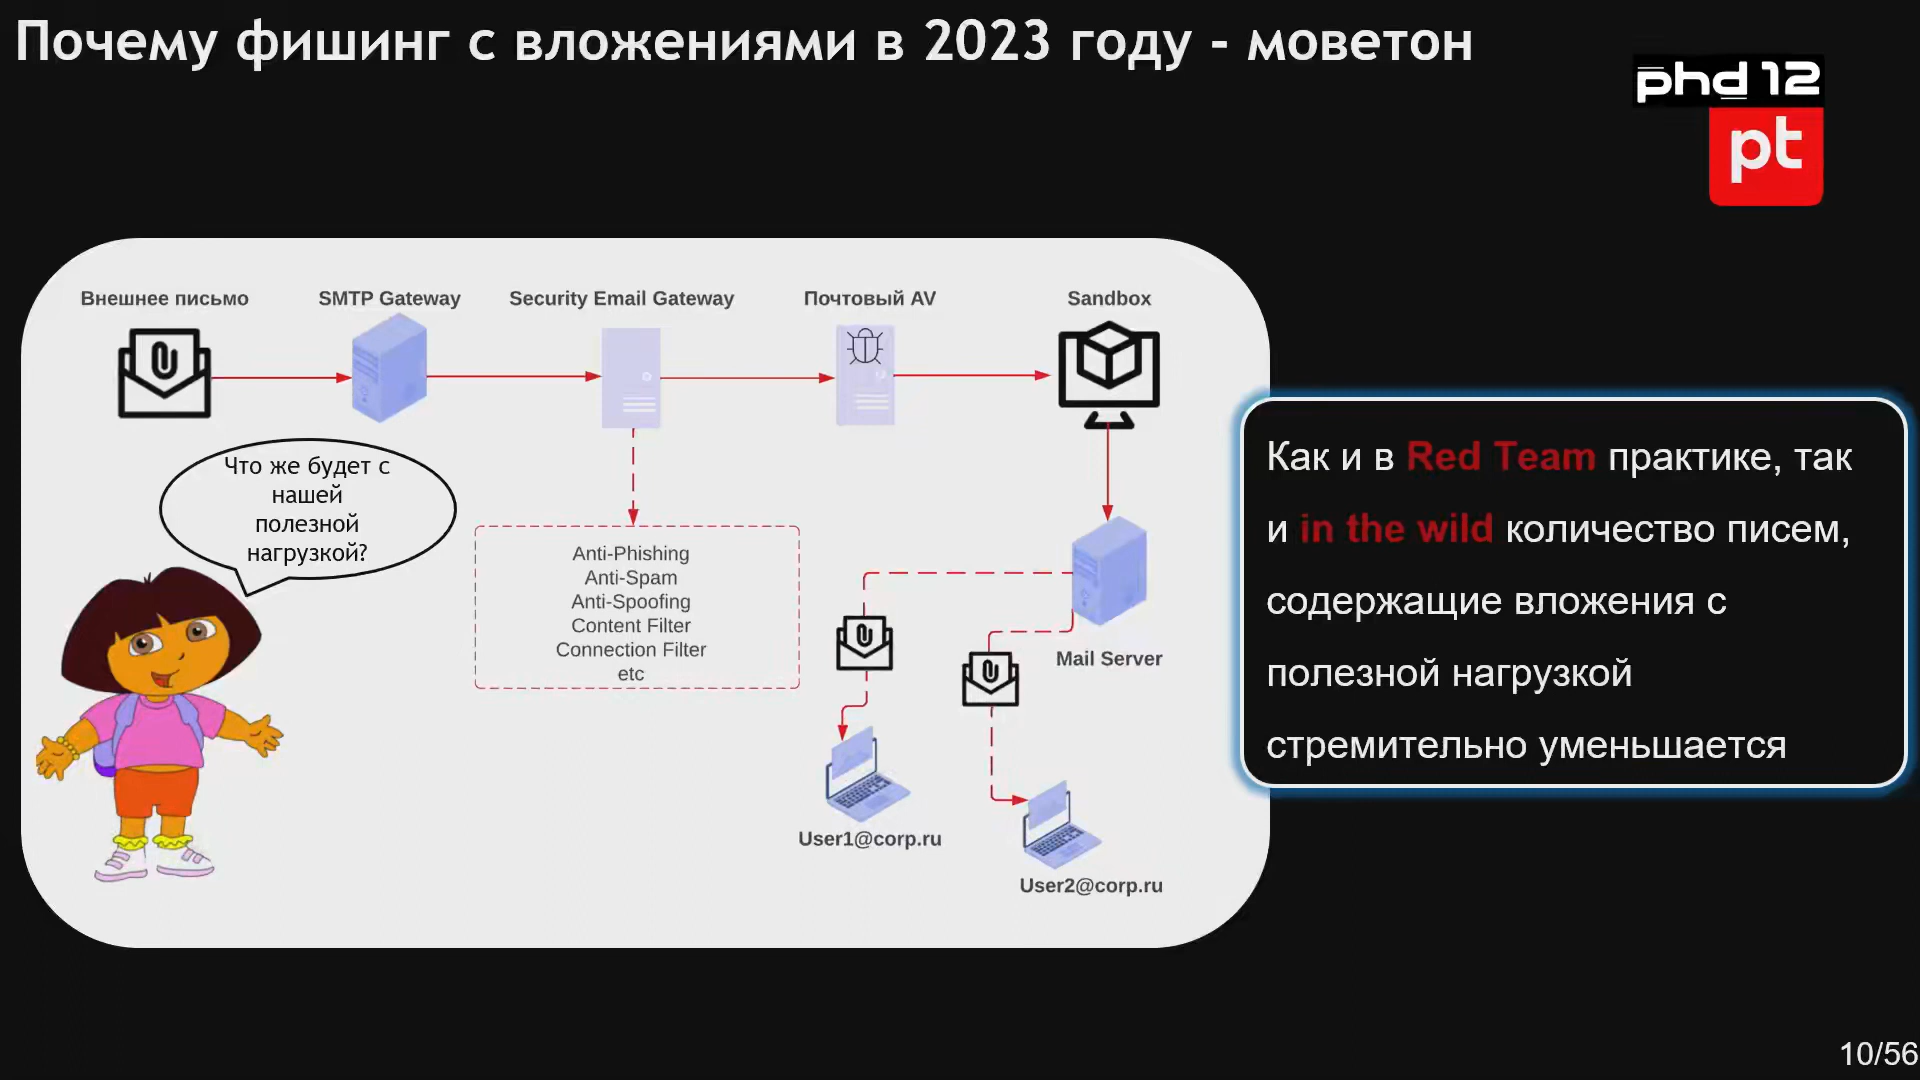 Почему фишинг с вложениями в 2023 году - моветон
phd 12
pt
Внешнее письмо
SMTP Gateway
Security Email Gateway
Почтовый AV
Sandbox
Что же будет с
нашей
полезной
нагрузкой?
Anti-Phishing
Anti-Spam
Anti-Spoofing
Content Filter
Connection Filter
etc
Mail Server
User1@corp.ru
User2@corp.ru
Как и в Red Team практике, так
и in the wild количество писем,
содержащие вложения с
полезной нагрузкой
стремительно уменьшается
10/56